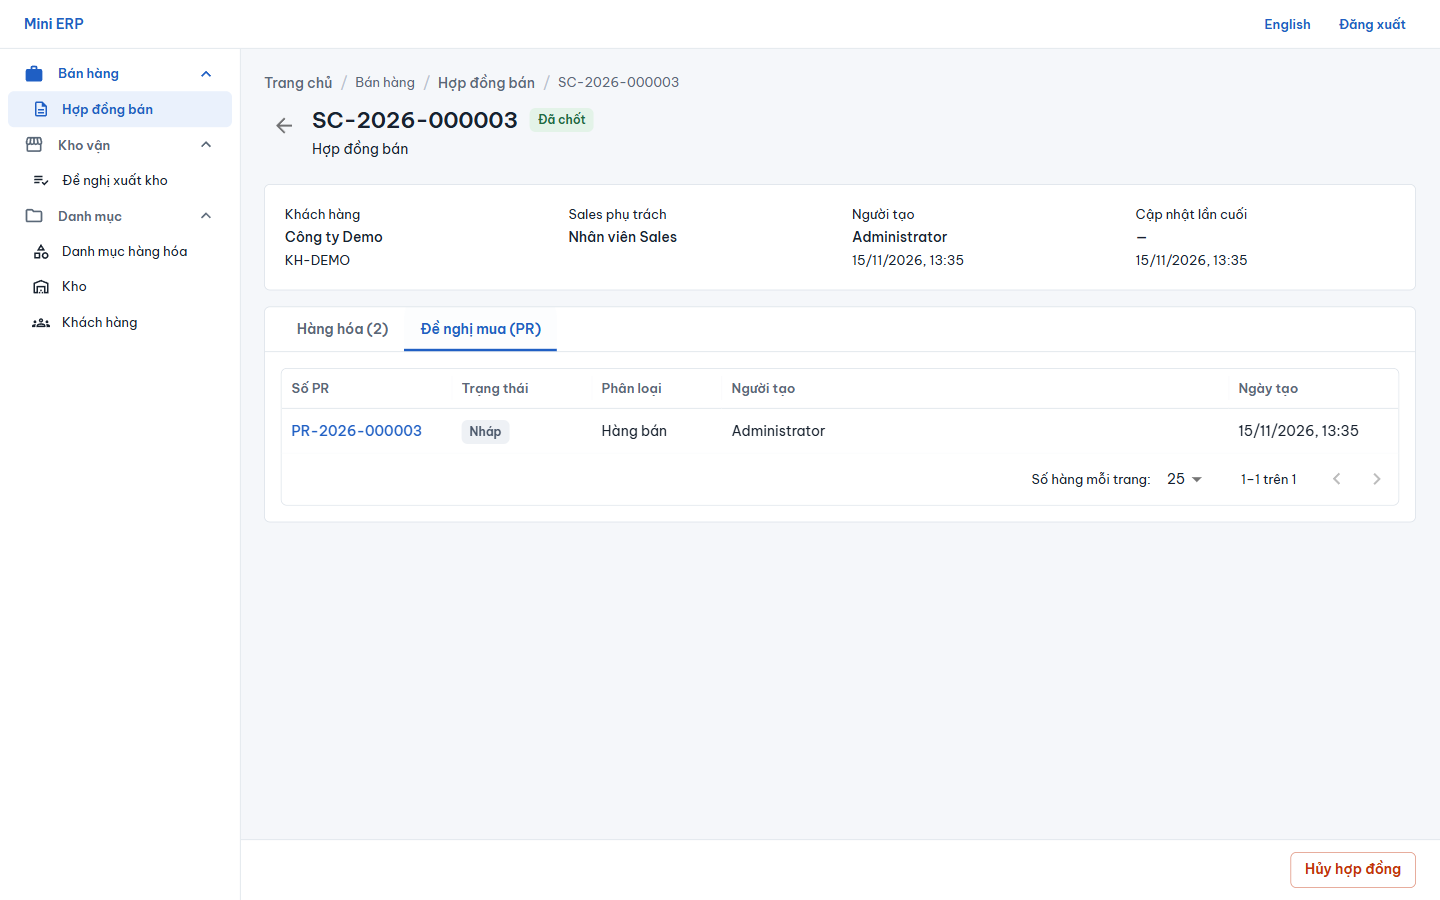 Mini ERP
English
Đăng xuất
Bán hàng
Hợp đồng bán
Kho vận
Đề nghị xuất kho
Danh mục
Danh mục hàng hóa
Kho
Khách hàng
Trang chủ / Bán hàng / Hợp đồng bán / SC-2026-000003
SC-2026-000003 Đã chốt
Hợp đồng bán
Khách hàng
Công ty Demo
KH-DEMO
Sales phụ trách
Nhân viên Sales
Người tạo
Administrator
15/11/2026, 13:35
Cập nhật lần cuối
—
15/11/2026, 13:35
Hàng hóa (2)
Đề nghị mua (PR)
Số PR Trạng thái Phân loại Người tạo Ngày tạo
PR-2026-000003 Nháp Hàng bán Administrator 15/11/2026, 13:35
Số hàng mỗi trang: 25 1–1 trên 1
Hủy hợp đồng